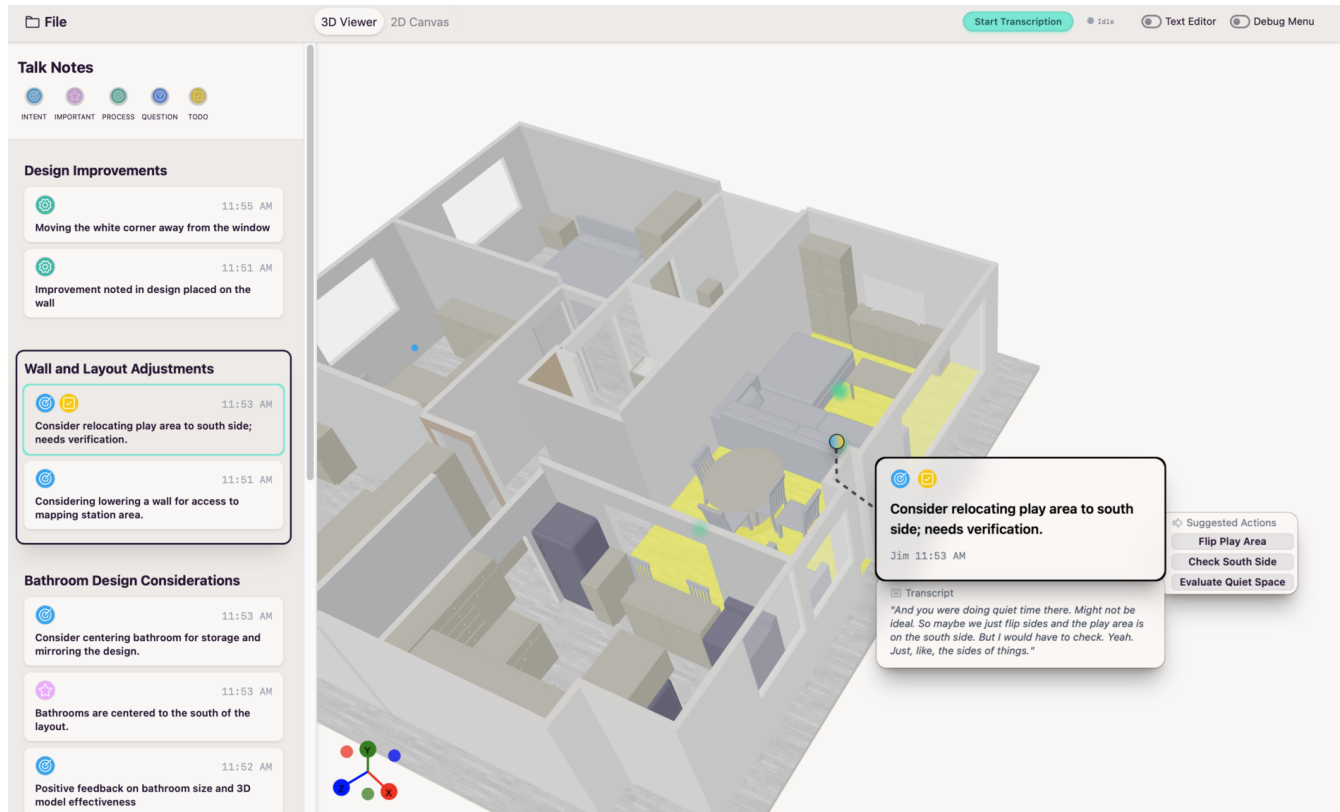 File
3D Viewer
2D Canvas
Start Transcription
Idle
Text Editor
Debug Menu
Talk Notes
INTENT
IMPORTANT
PROCESS
QUESTION
TODO
Design Improvements
11:55 AM
Moving the white corner away from the window
11:51 AM
Improvement noted in design placed on the
wall
Wall and Layout Adjustments
11:53 AM
Consider relocating play area to south side;
needs verification.
11:51 AM
Considering lowering a wall for access to
mapping station area.
Bathroom Design Considerations
11:53 AM
Consider centering bathroom for storage and
mirroring the design.
11:53 AM
Bathrooms are centered to the south of the
layout.
11:52 AM
Positive feedback on bathroom size and 3D
model effectiveness
Consider relocating play area to south
side; needs verification.
Jim 11:53 AM
Suggested Actions
Flip Play Area
Check South Side
Evaluate Quiet Space
Transcript
"And you were doing quiet time there. Might not be
ideal. So maybe we just flip sides and the play area is
on the south side. But I would have to check. Yeah.
Just, like, the sides of things."
Y
Z
X